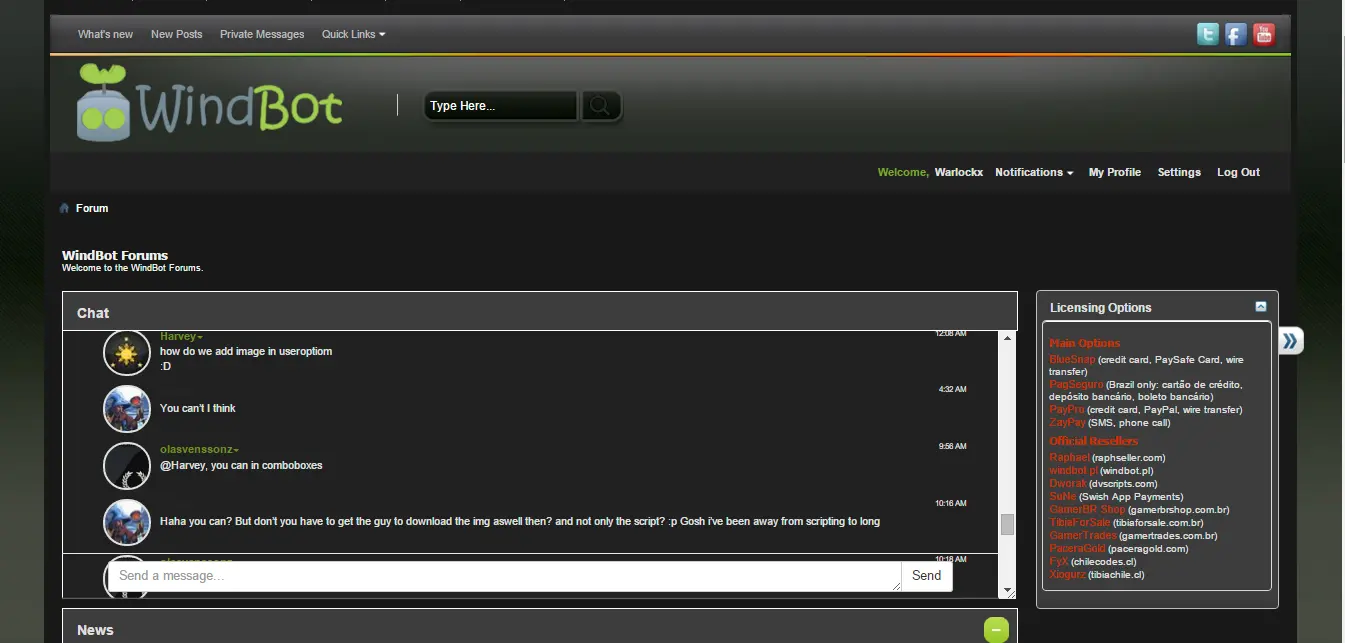 What's new New Posts Private Messages Quick Links
You Tube
WindBot
Type Here...
Welcome, Warlockx Notifications My Profile Settings Log Out
Forum
WindBot Forums
Welcome to the WindBot Forums.
Chat
Harvey 12:08 AM
how do we add image in useroptiom
:D
4:32 AM
You can't I think
olasvenssonz 9:56 AM
@Harvey, you can in comboboxes
10:16 AM
Haha you can? But don't you have to get the guy to download the img aswell then? and not only the script? :p Gosh i've been away from scripting to long
10:18 AM
Send a message... Send
News
Licensing Options
Main Options
BlueSnap (credit card, PaySafe Card, wire
transfer)
PagSeguro (Brazil only: cartão de crédito,
depósito bancário, boleto bancário)
PayPro (credit card, PayPal, wire transfer)
ZayPay (SMS, phone call)
Official Resellers
Raphael (raphseller.com)
windbot.pl (windbot.pl)
Dworak (dvscripts.com)
SuNe (Swish App Payments)
GamerBR Shop (gamerbrshop.com.br)
TibiaForSale (tibiaforsale.com.br)
GamerTrades (gamertrades.com.br)
PaceraGold (paceragold.com)
FyX (chilecodes.cl)
Xiogurz (tibiachile.cl)